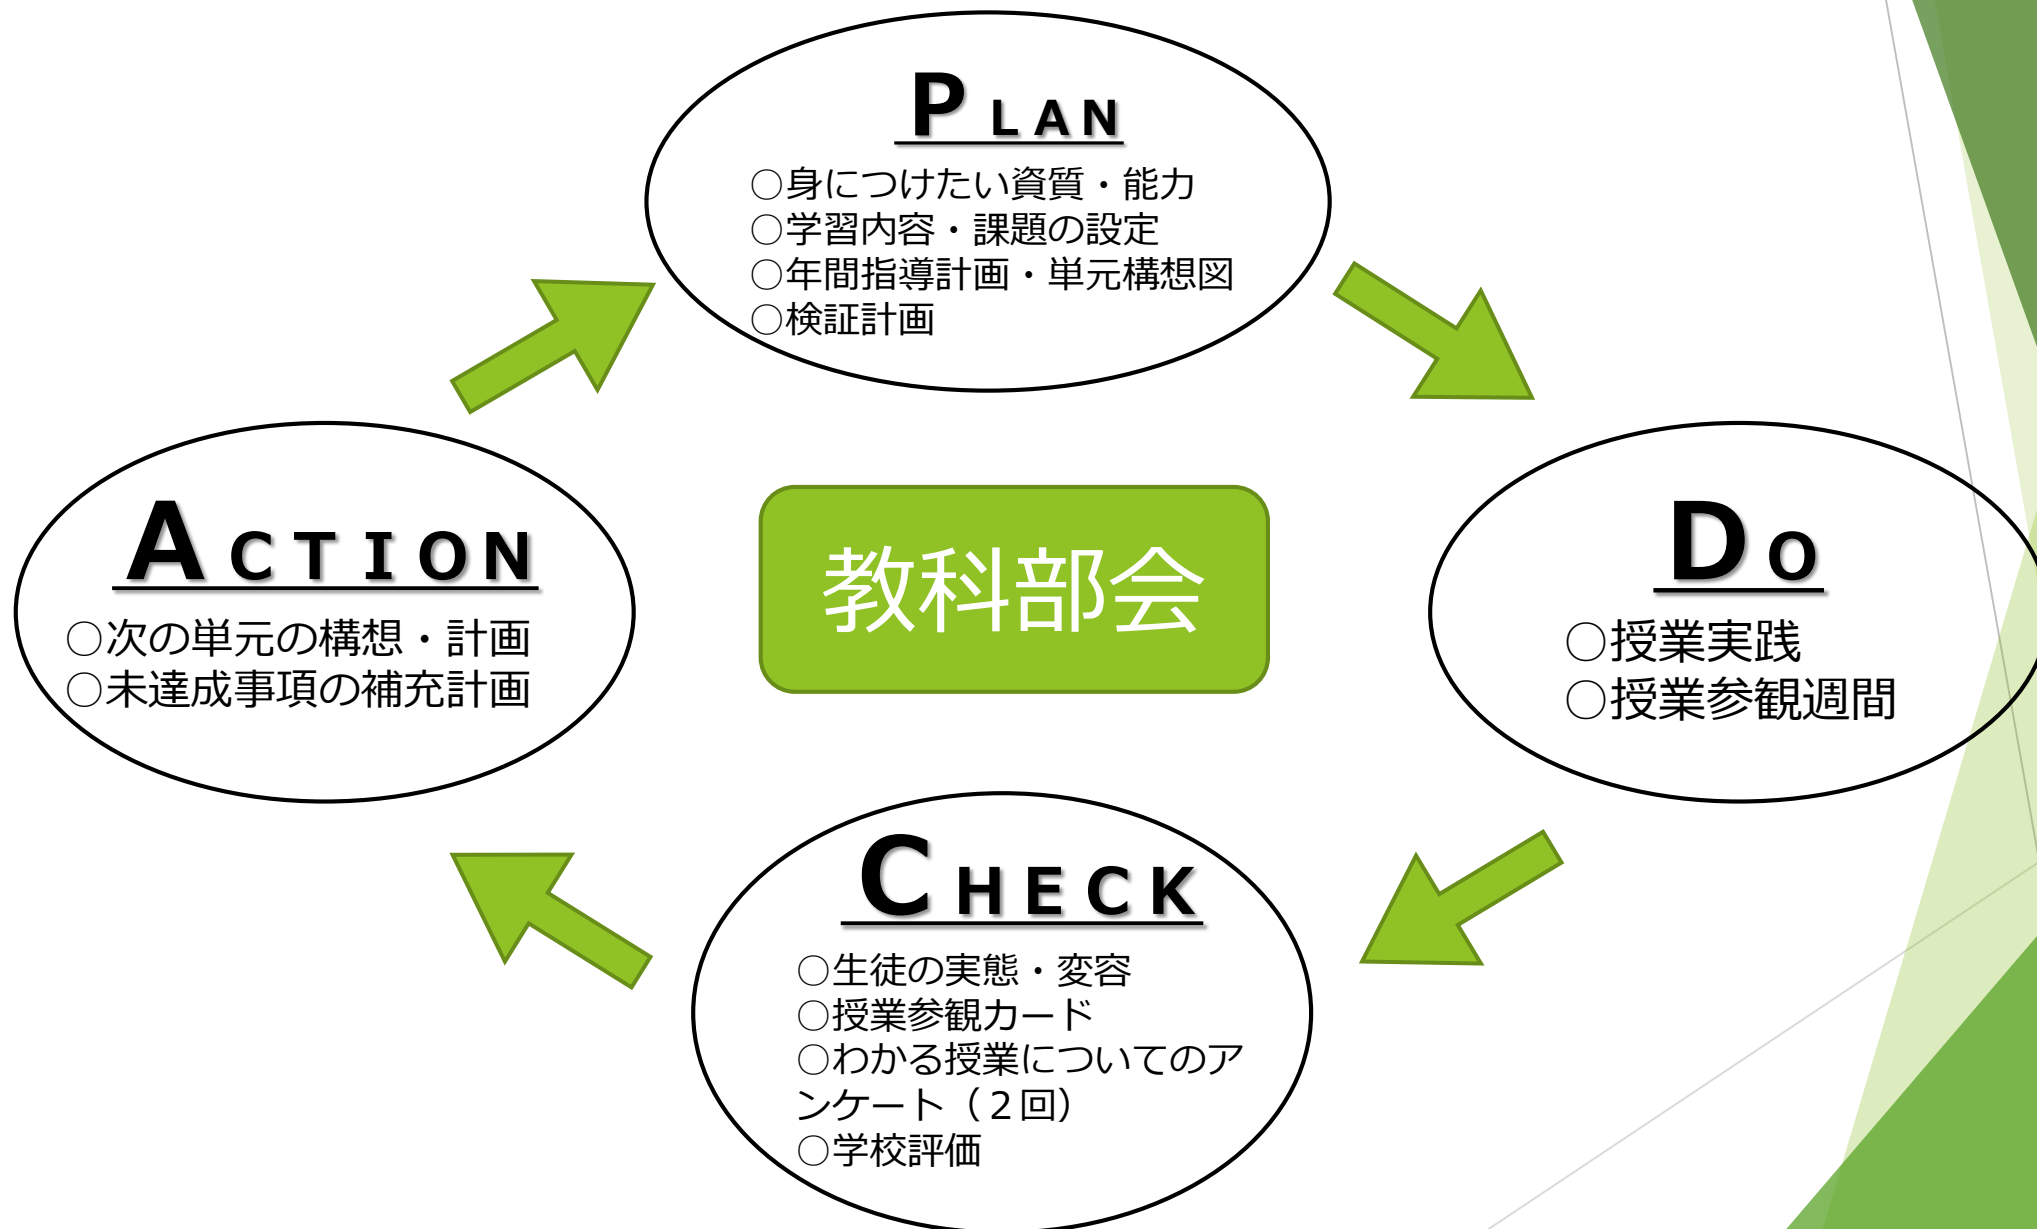 PLAN
○身につけたい資質・能力
○学習内容・課題の設定
○年間指導計画・単元構想図
○検証計画
ACTION
○次の単元の構想・計画
○未達成事項の補充計画
教科部会
DO
○授業実践
○授業参観週間
CHECK
○生徒の実態・変容
○授業参観カード
○わかる授業についてのア
ンケート（２回）
○学校評価